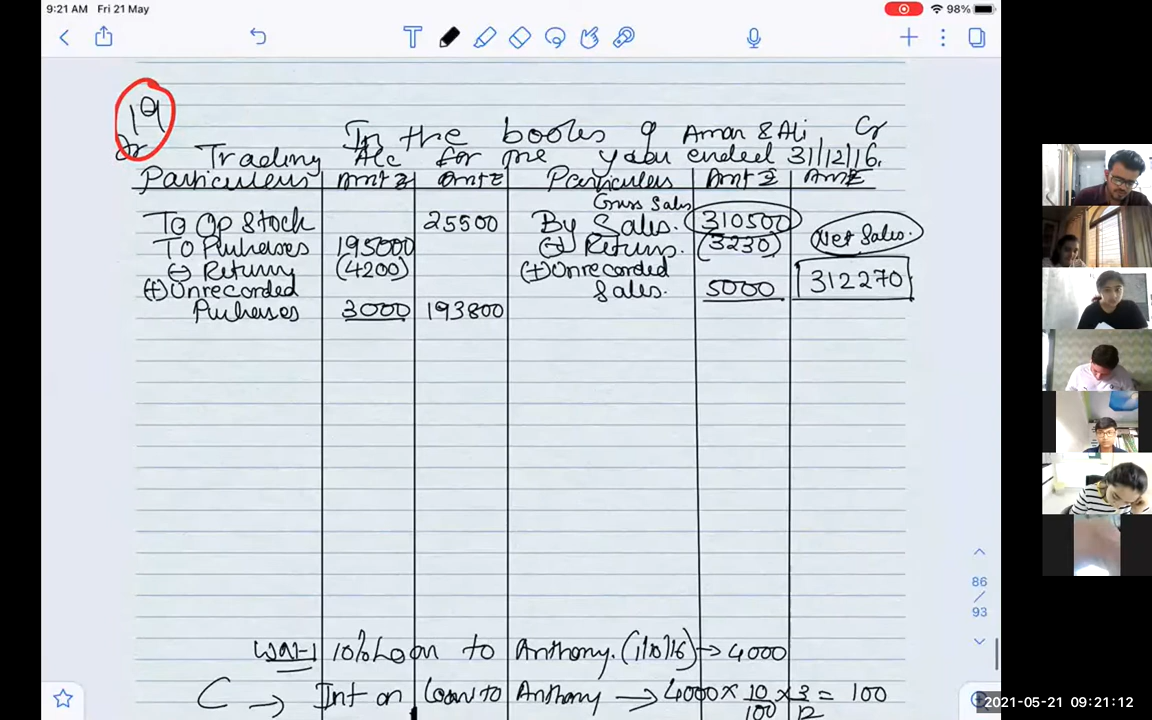 9:21 AM Fri 21 May
98%
T
19
In the books of Aman & Ali
Dr
Cr
Trading A/c for the year ended 31/12/16.
Particulars Amt ₹ Amt ₹ Particulars Amt ₹ Amt ₹
Gross Sales
To Op Stock 25500 By Sales. 310500
To Purchases 195000 (-) Return. (3230) Net Sales.
(-) Return (4200) (+) Unrecorded
(+) Unrecorded Sales. 5000 312270
Purchases 3000 193800
86
/
93
WN-1 10% Loan to Anthony. (1/10/16) → 4000
C → Int on loan to Anthony → 4000 × 10/100 × 3/12 = 100
2021-05-21 09:21:12